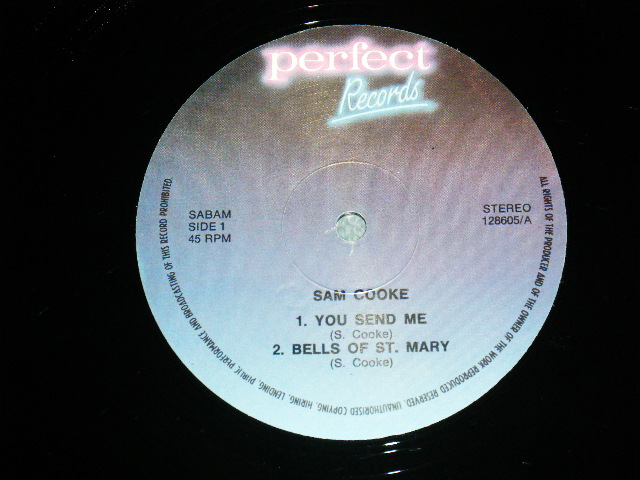 perfect
Records
SABAM
SIDE 1
45 RPM
STEREO
128605/A
SAM COOKE
1. YOU SEND ME
(S. Cooke)
2. BELLS OF ST. MARY
(S. Cooke)
ALL RIGHTS OF THE PRODUCER AND OF THE OWNER OF THE WORK REPRODUCED RESERVED. UNAUTHORISED COPYING, HIRING, LENDING, PUBLIC PERFORMANCE AND BROADCASTING OF THIS RECORD PROHIBITED.